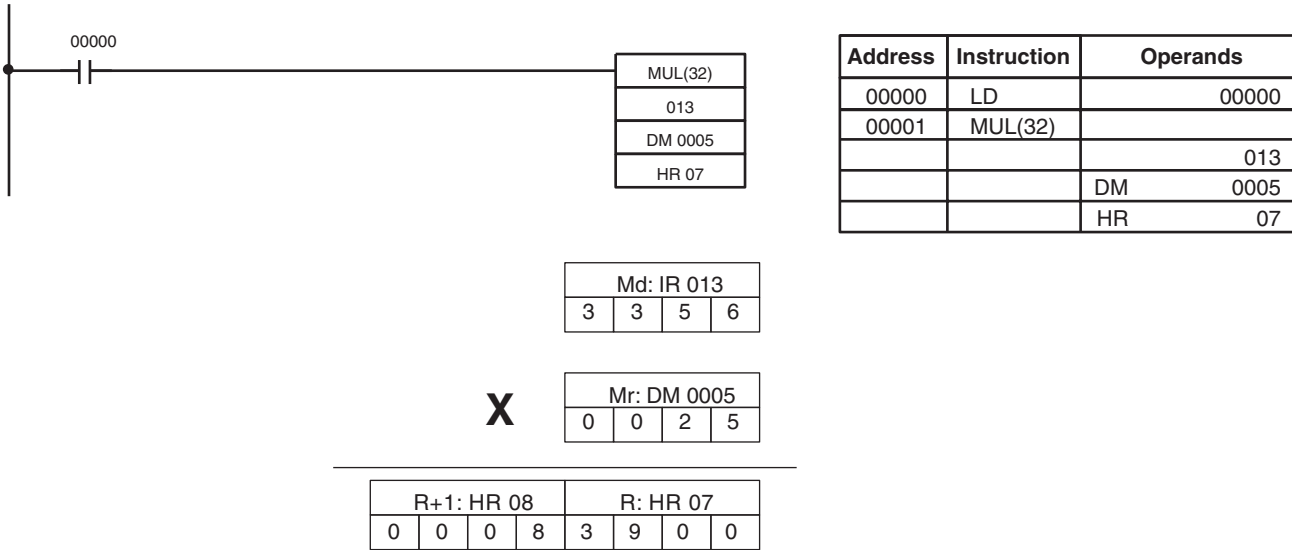 00000
MUL(32)
013
DM 0005
HR 07
Address Instruction Operands
00000 LD 00000
00001 MUL(32)
013
DM 0005
HR 07
Md: IR 013
3 3 5 6
X
Mr: DM 0005
0 0 2 5
R+1: HR 08 R: HR 07
0 0 0 8 3 9 0 0